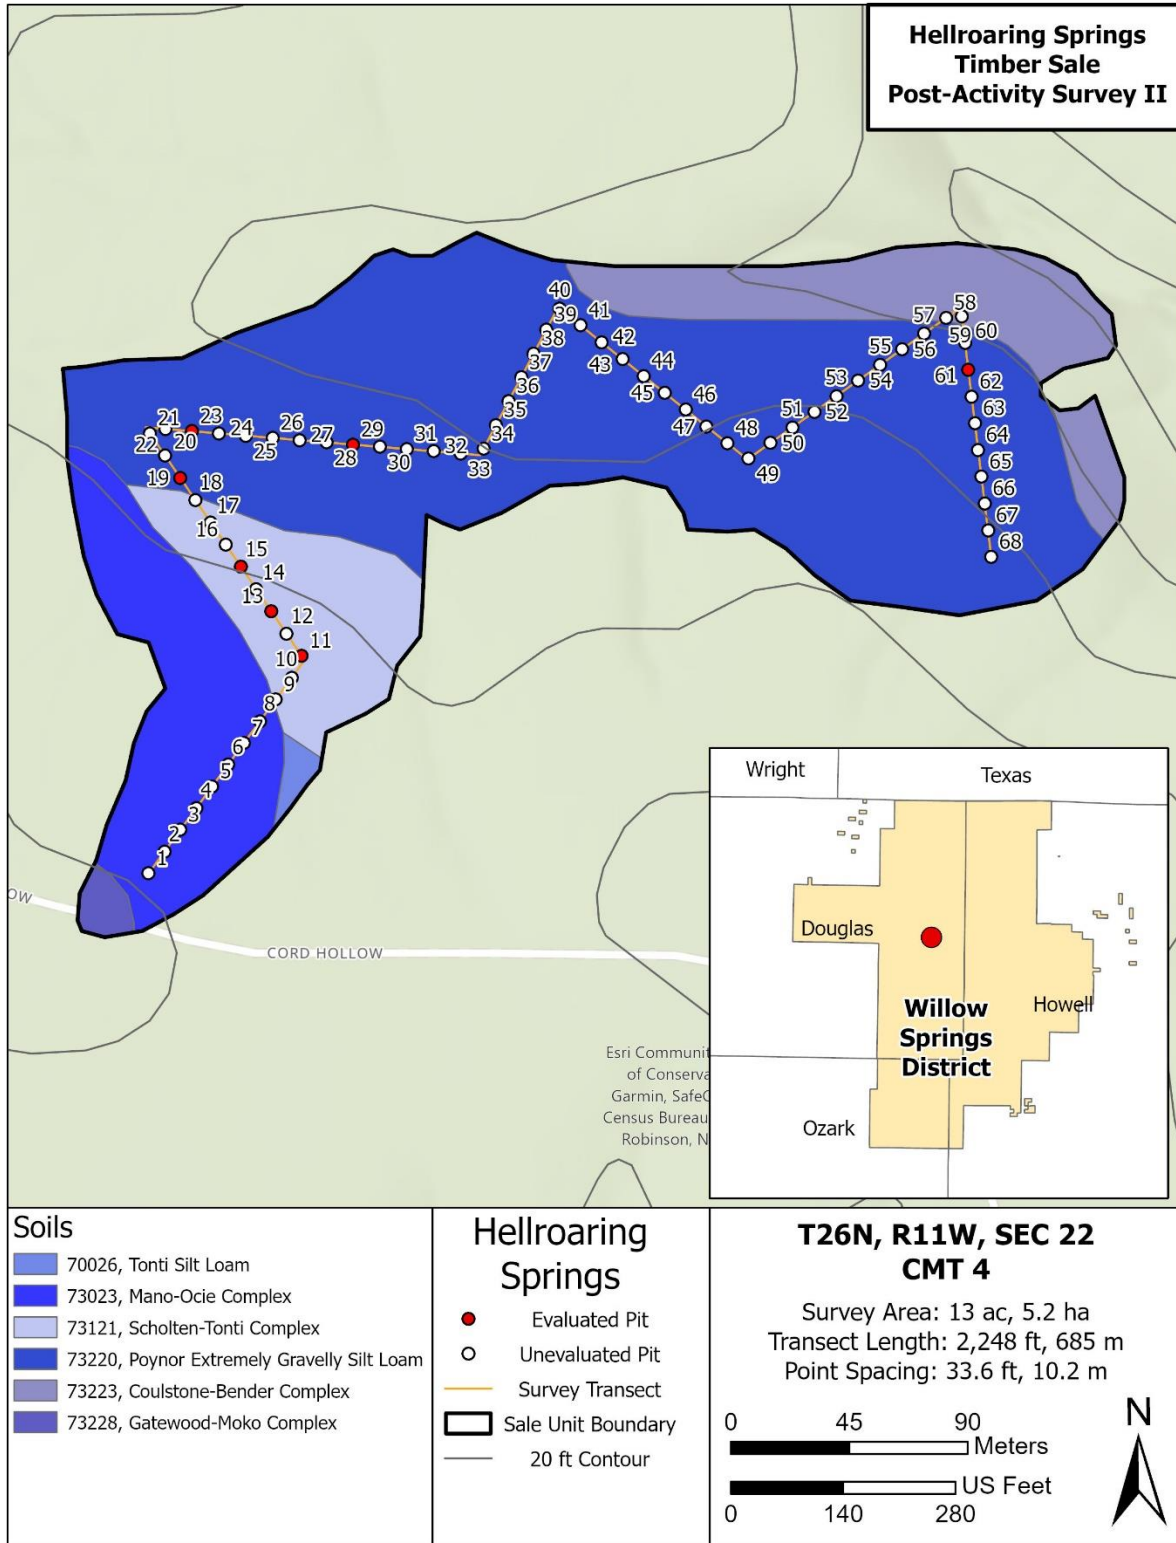 Hellroaring Springs
Timber Sale
Post-Activity Survey II
40
58
39
41
57
60
38
42
59
37
43
44
55
56
61
62
36
45
46
53
54
63
35
47
48
51
52
64
21
23
24
26
27
29
31
32
34
50
65
22
20
25
28
30
33
49
66
19
18
67
17
68
16
15
14
13
12
11
10
9
8
7
6
5
4
3
2
1
OW
CORD HOLLOW
Wright
Texas
Douglas
Howell
Willow
Springs
District
Ozark
Esri Communit
of Conserva
Garmin, SafeG
Census Bureau
Robinson, N
Soils
70026, Tonti Silt Loam
73023, Mano-Ocie Complex
73121, Scholten-Tonti Complex
73220, Poynor Extremely Gravelly Silt Loam
73223, Coulstone-Bender Complex
73228, Gatewood-Moko Complex
Hellroaring
Springs
Evaluated Pit
Unevaluated Pit
Survey Transect
Sale Unit Boundary
20 ft Contour
T26N, R11W, SEC 22
CMT 4
Survey Area: 13 ac, 5.2 ha
Transect Length: 2,248 ft, 685 m
Point Spacing: 33.6 ft, 10.2 m
0 45 90
Meters
US Feet
0 140 280
N